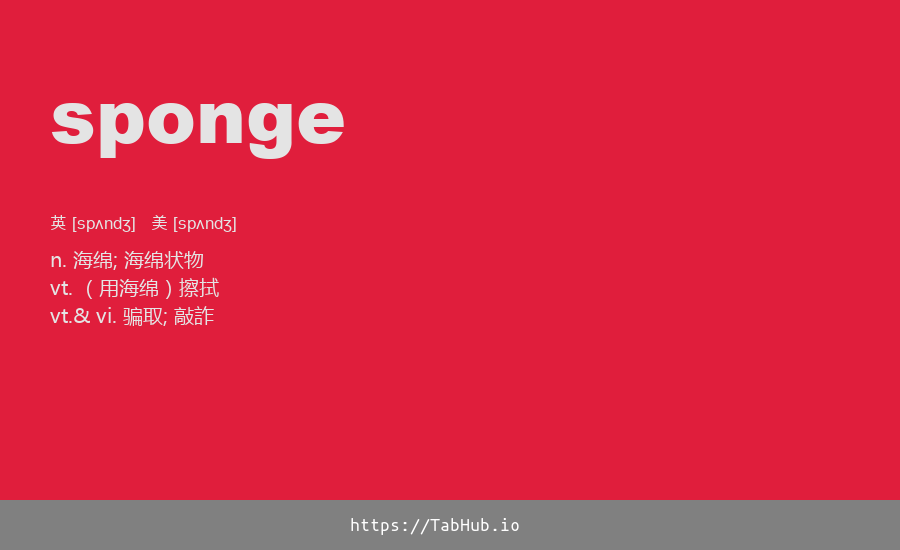 sponge
英 [spʌndʒ] 美 [spʌndʒ]
n. 海绵; 海绵状物
vt. （用海绵）擦拭
vt.& vi. 骗取; 敲詐
https://TabHub.io